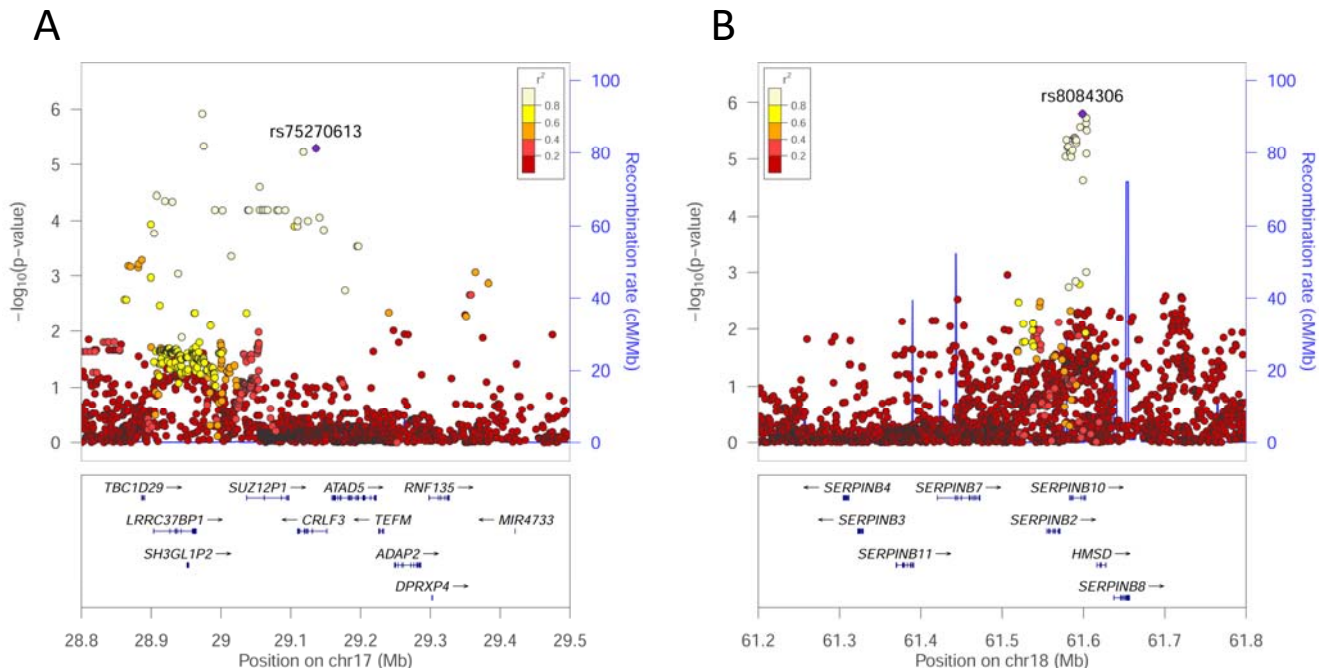 A
rs75270613
r²
0.8
0.6
0.4
0.2
−log10(p−value)
6
5
4
3
2
1
0
Recombination rate (cM/Mb)
100
80
60
40
20
0
TBC1D29→
SUZ12P1→
ATAD5→
RNF135→
LRRC37BP1→
←CRLF3
←TEFM
←MIR4733
SH3GL1P2→
ADAP2→
DPRXP4→
28.8 28.9 29 29.1 29.2 29.3 29.4 29.5
Position on chr17 (Mb)
B
rs8084306
r²
0.8
0.6
0.4
0.2
−log10(p−value)
6
5
4
3
2
1
0
Recombination rate (cM/Mb)
100
80
60
40
20
0
←SERPINB4
SERPINB7→
SERPINB10→
←SERPINB3
SERPINB2→
SERPINB11→
HMSD→
SERPINB8→
61.2 61.3 61.4 61.5 61.6 61.7 61.8
Position on chr18 (Mb)